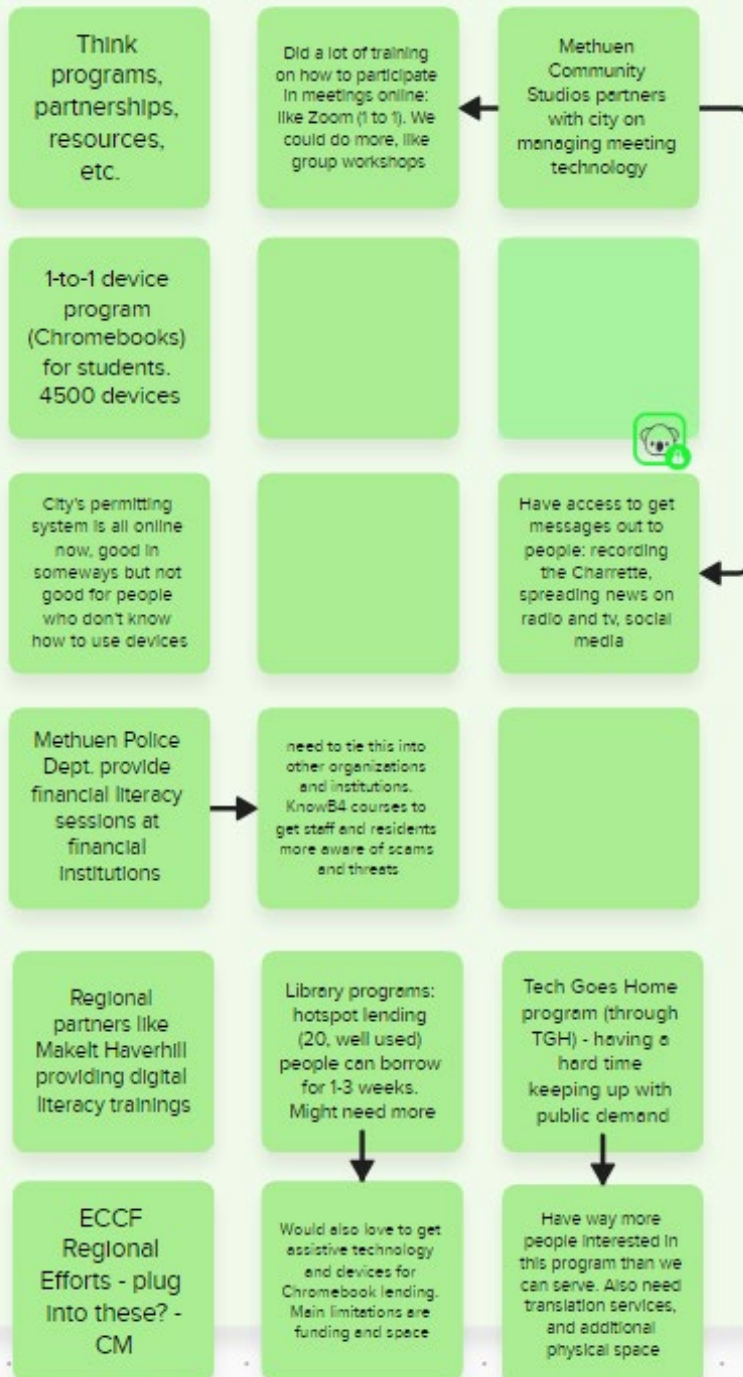 Think
programs,
partnerships,
resources,
etc.
Did a lot of training
on how to participate
in meetings online:
like Zoom (1 to 1). We
could do more, like
group workshops
Methuen
Community
Studios partners
with city on
managing meeting
technology
1-to-1 device
program
(Chromebooks)
for students.
4500 devices
City's permitting
system is all online
now, good in
someways but not
good for people
who don't know
how to use devices
Have access to get
messages out to
people: recording
the Charrette,
spreading news on
radio and tv, social
media
Methuen Police
Dept. provide
financial literacy
sessions at
financial
institutions
need to tie this into
other organizations
and institutions.
KnowB4 courses to
get staff and residents
more aware of scams
and threats
Regional
partners like
MakeIt Haverhill
providing digital
literacy trainings
Library programs:
hotspot lending
(20, well used)
people can borrow
for 1-3 weeks.
Might need more
Tech Goes Home
program (through
TGH) - having a
hard time
keeping up with
public demand
ECCF
Regional
Efforts - plug
into these? -
CM
Would also love to get
assistive technology
and devices for
Chromebook lending.
Main limitations are
funding and space
Have way more
people interested in
this program than we
can serve. Also need
translation services,
and additional
physical space